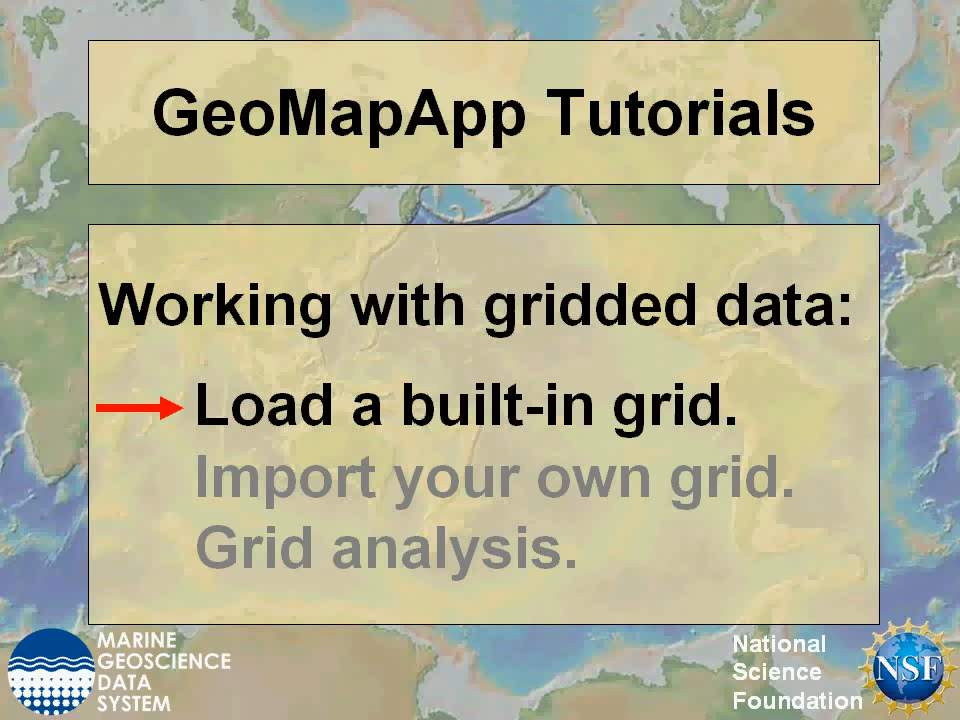 GeoMapApp Tutorials
Working with gridded data:
Load a built-in grid.
Import your own grid.
Grid analysis.
MARINE
GEOSCIENCE
DATA
SYSTEM
National
Science
Foundation
NSF